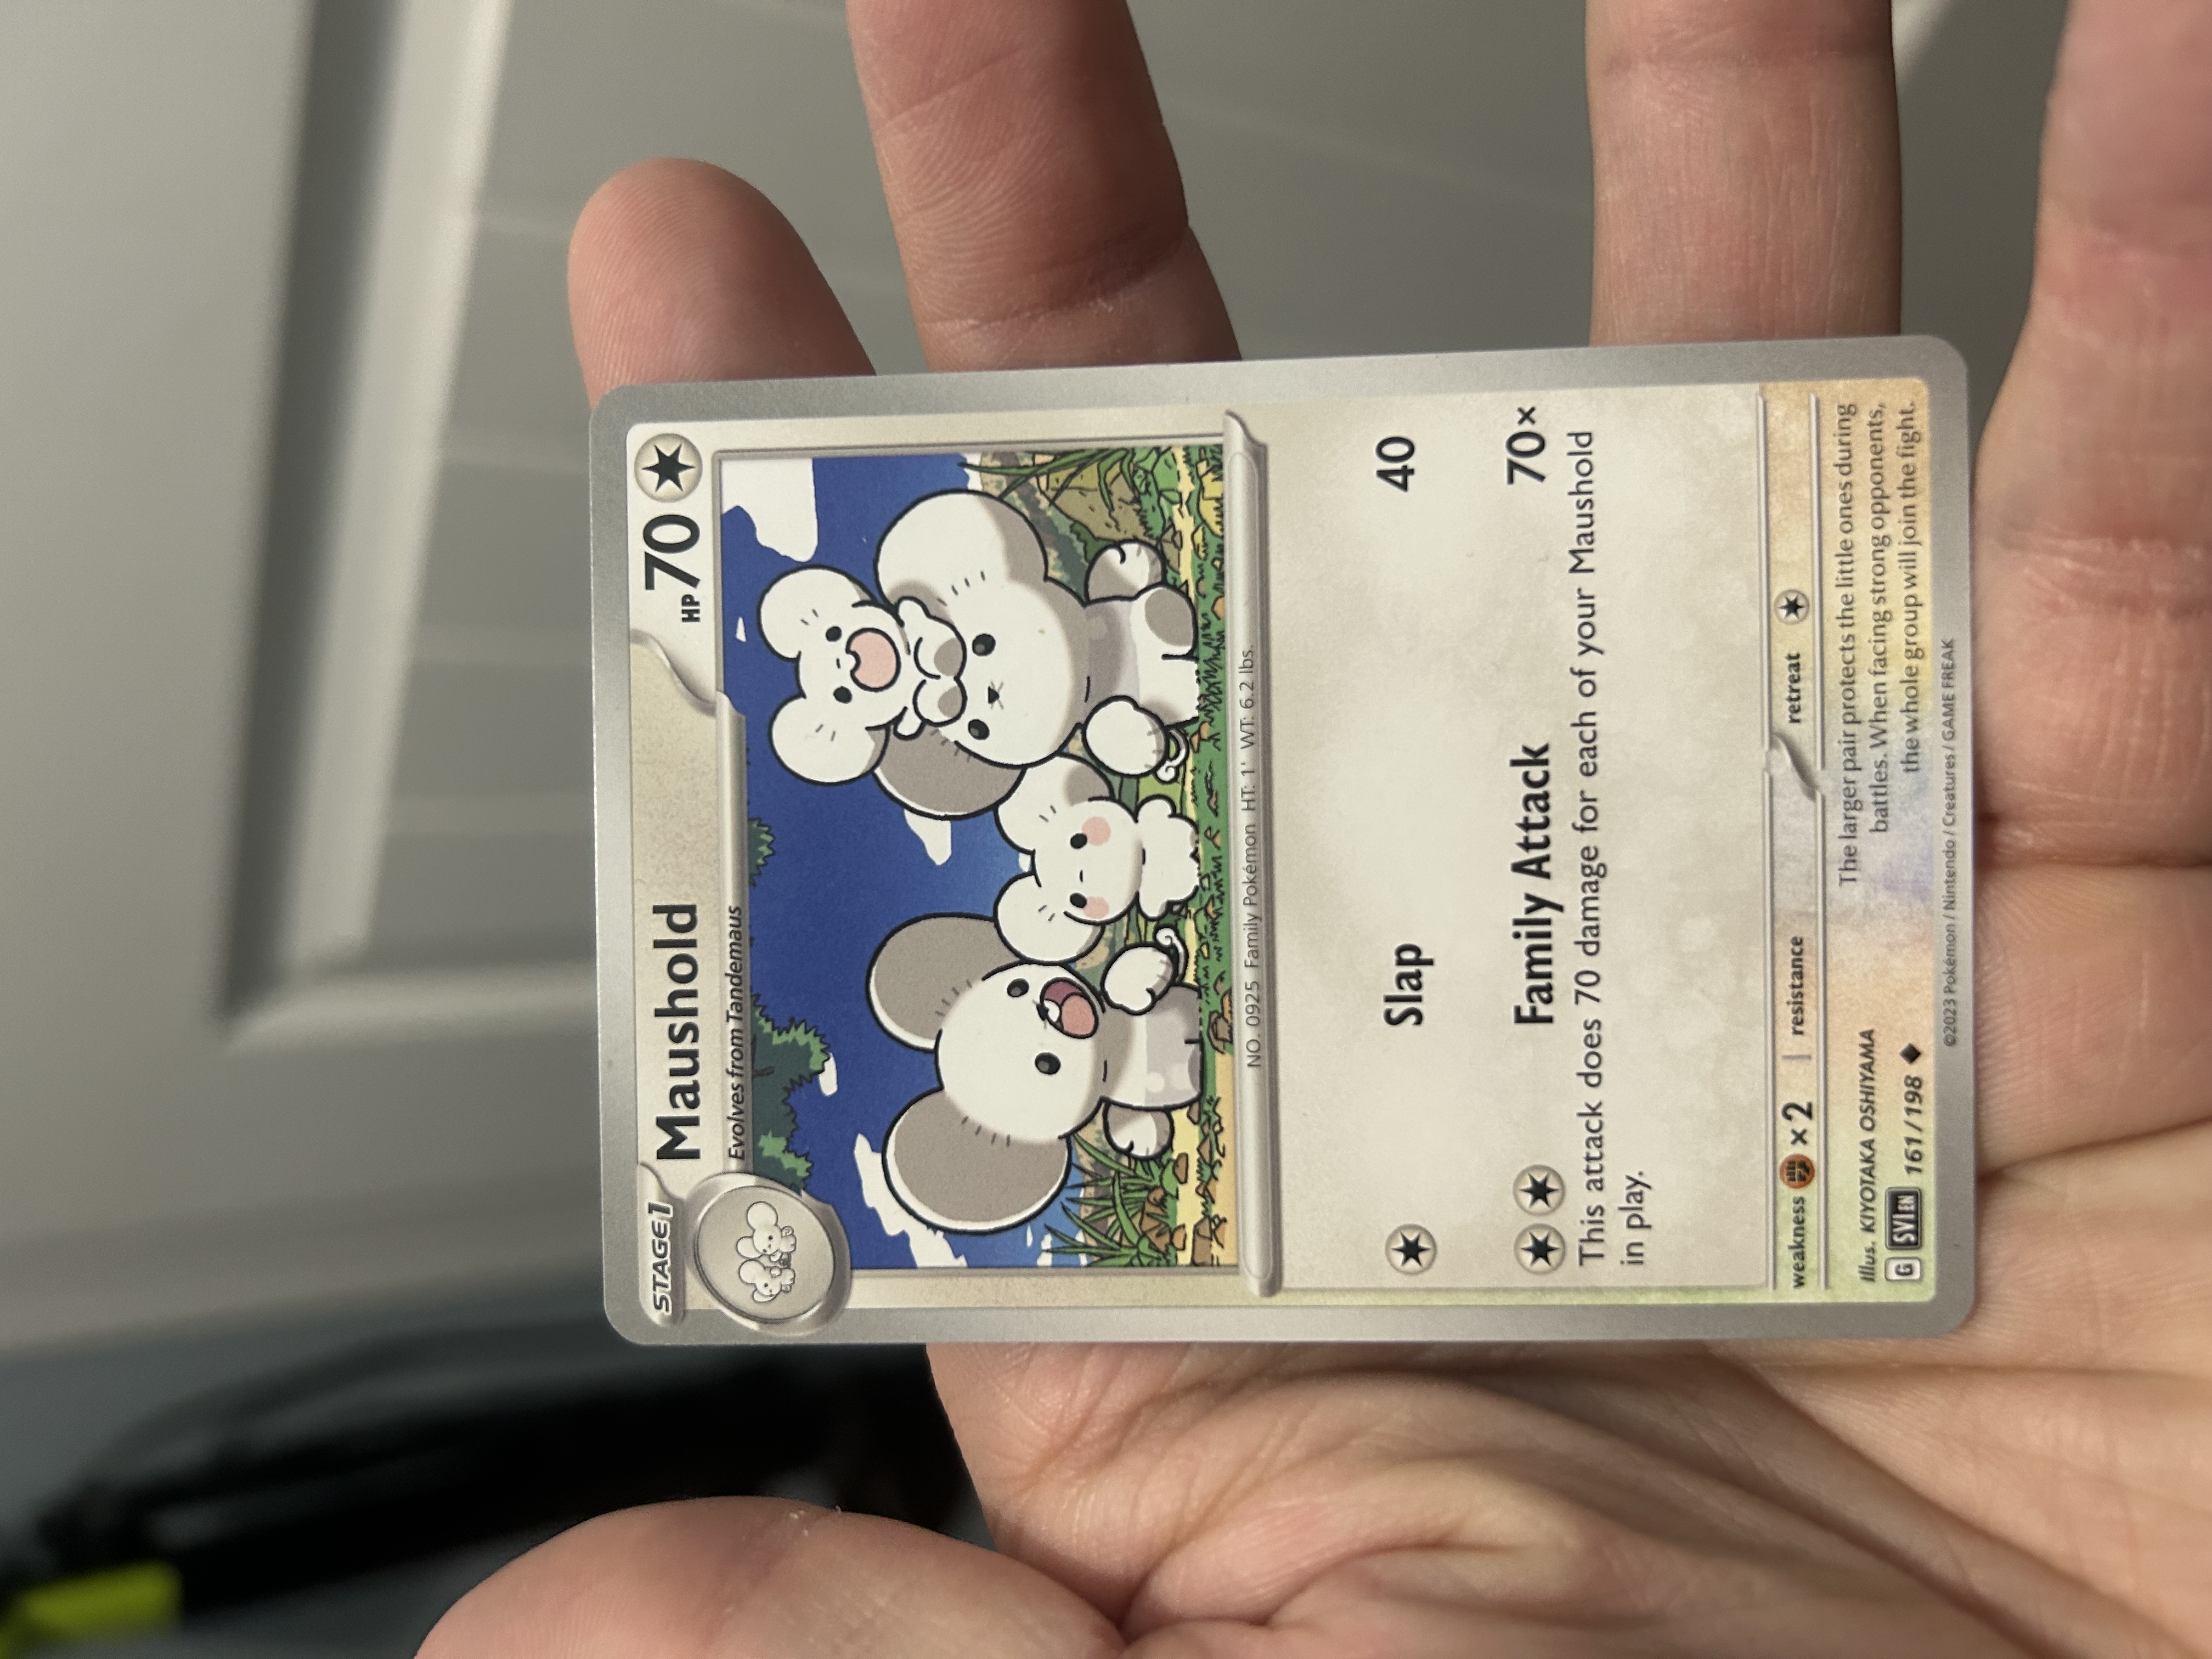 STAGE 1 Maushold HP 70
Evolves from Tandemaus
NO. 0925 Family Pokémon HT: 1' WT: 6.2 lbs.
Slap 40
Family Attack 70×
This attack does 70 damage for each of your Maushold
in play.
weakness ×2 resistance retreat
The larger pair protects the little ones during
battles. When facing strong opponents,
the whole group will join the fight.
Illus. KIYOTAKA OSHIYAMA
G SVI EN 161/198
©2023 Pokémon / Nintendo / Creatures / GAME FREAK